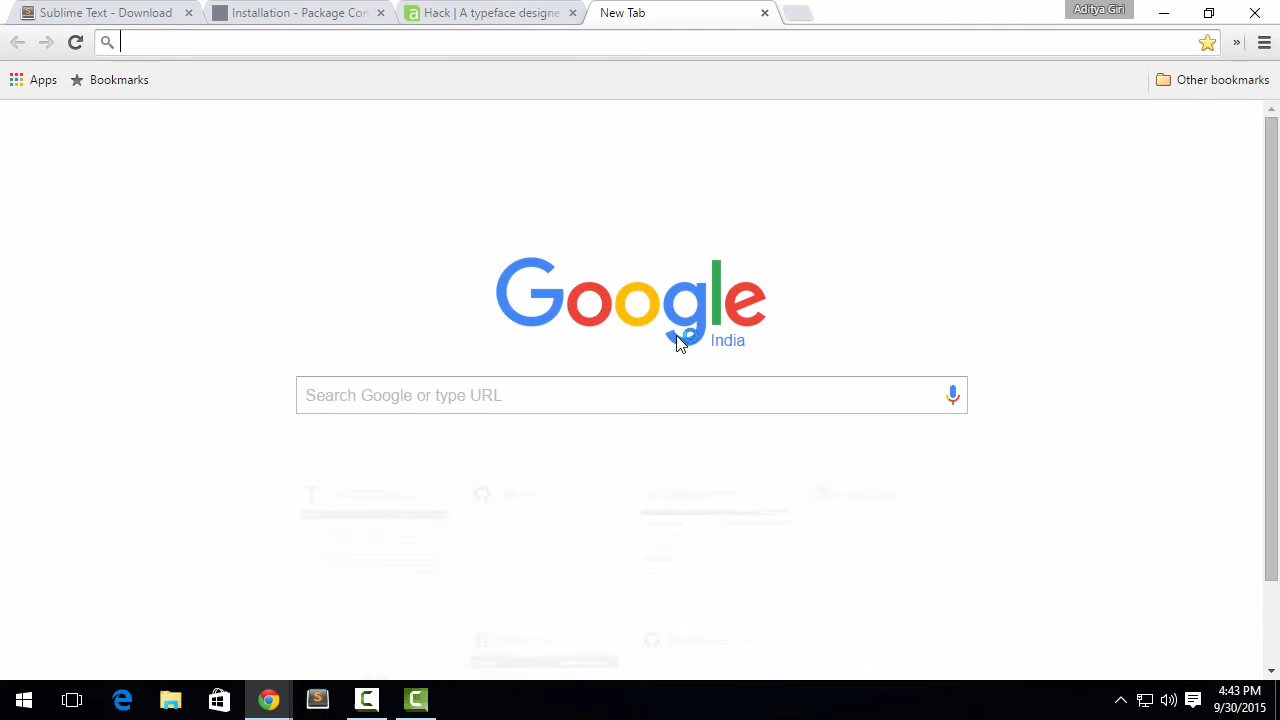 Sublime Text - Download
Installation - Package Con
Hack | A typeface designe
New Tab
Aditya Giri
Apps
Bookmarks
»
Other bookmarks
Google
India
Search Google or type URL
4:43 PM
9/30/2015